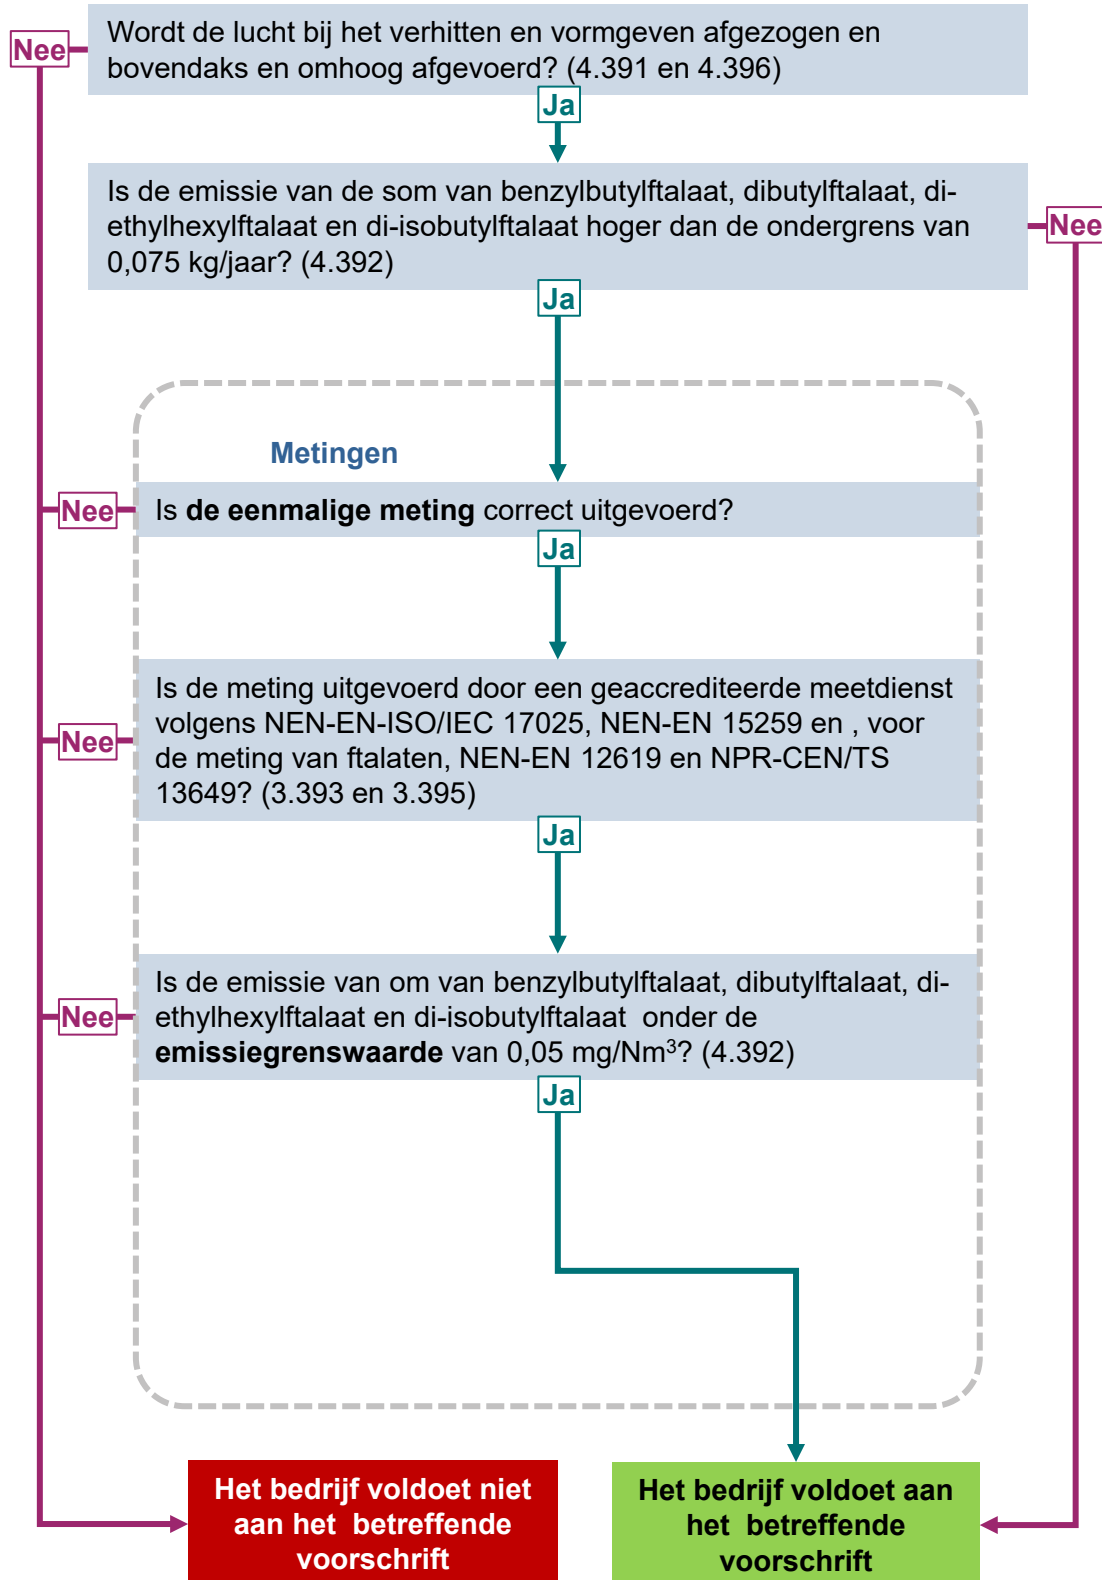 Nee
Wordt de lucht bij het verhitten en vormgeven afgezogen en
bovendaks en omhoog afgevoerd? (4.391 en 4.396)
Ja
Is de emissie van de som van benzylbutylftalaat, dibutylftalaat, di-
ethylhexylftalaat en di-isobutylftalaat hoger dan de ondergrens van
0,075 kg/jaar? (4.392)
Nee
Ja
Metingen
Nee
Is de eenmalige meting correct uitgevoerd?
Ja
Is de meting uitgevoerd door een geaccrediteerde meetdienst
volgens NEN-EN-ISO/IEC 17025, NEN-EN 15259 en , voor
de meting van ftalaten, NEN-EN 12619 en NPR-CEN/TS
13649? (3.393 en 3.395)
Nee
Ja
Is de emissie van om van benzylbutylftalaat, dibutylftalaat, di-
ethylhexylftalaat en di-isobutylftalaat  onder de
emissiegrenswaarde van 0,05 mg/Nm³? (4.392)
Nee
Ja
Het bedrijf voldoet niet
aan het  betreffende
voorschrift
Het bedrijf voldoet aan
het  betreffende
voorschrift